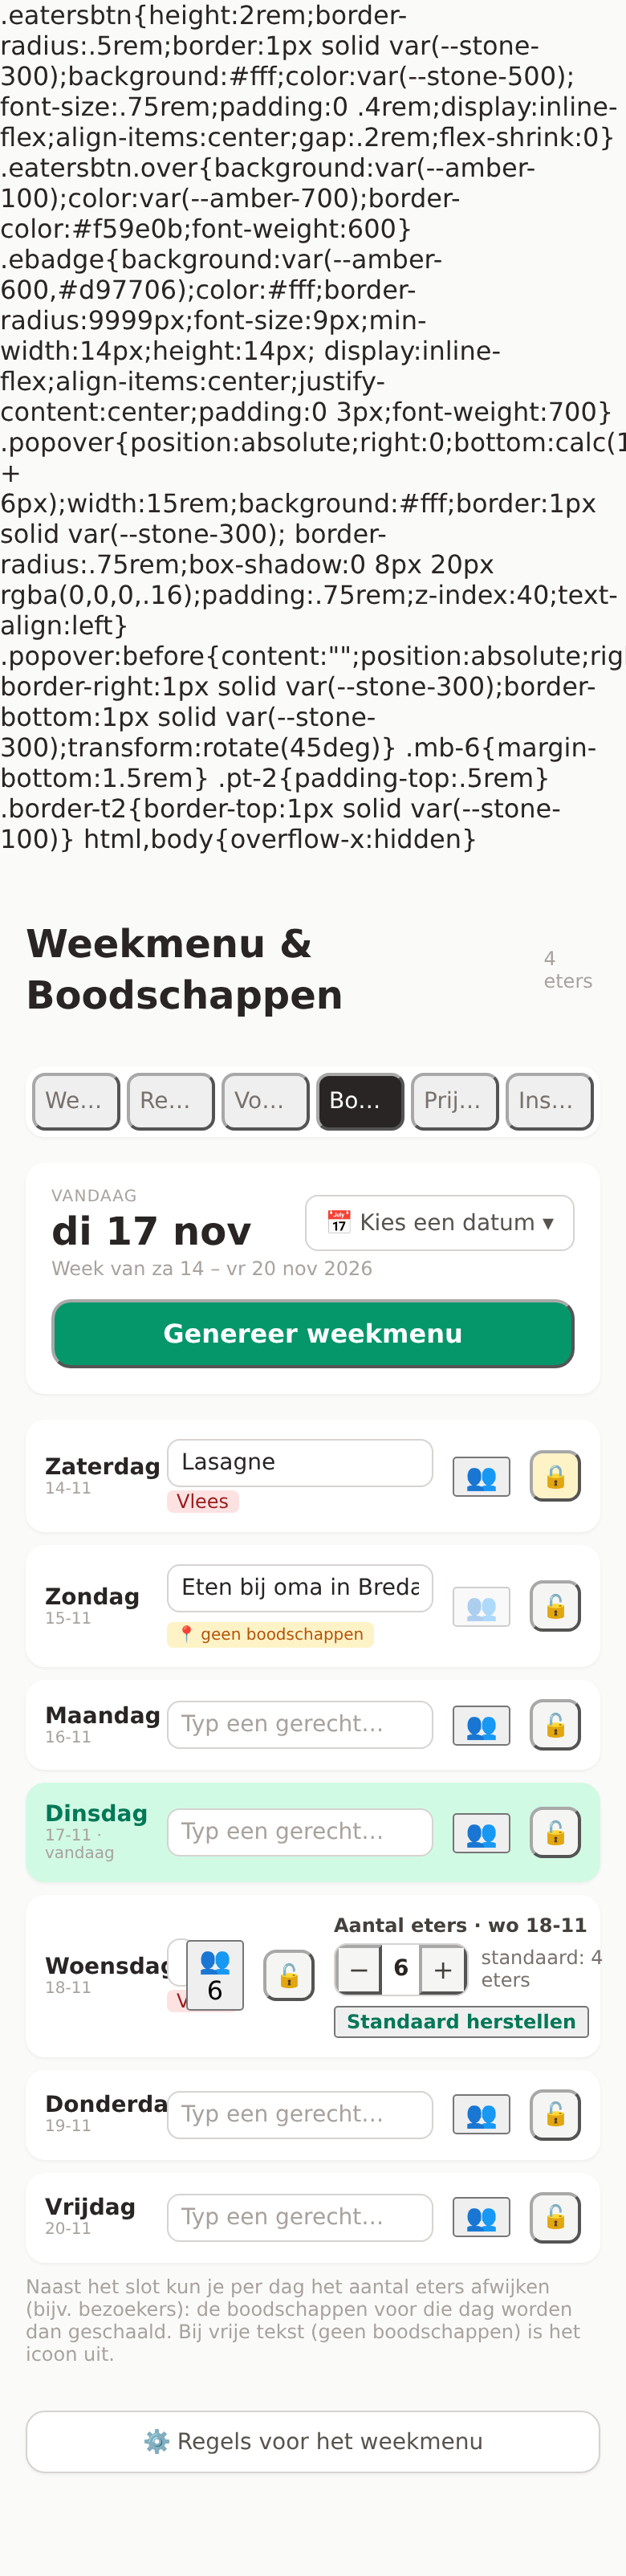 .eatersbtn{height:2rem;border-
radius:.5rem;border:1px solid var(--stone-
300);background:#fff;color:var(--stone-500);
font-size:.75rem;padding:0 .4rem;display:inline-
flex;align-items:center;gap:.2rem;flex-shrink:0}
.eatersbtn.over{background:var(--amber-
100);color:var(--amber-700);border-
color:#f59e0b;font-weight:600}
.ebadge{background:var(--amber-
600,#d97706);color:#fff;border-
radius:9999px;font-size:9px;min-
width:14px;height:14px; display:inline-
flex;align-items:center;justify-
content:center;padding:0 3px;font-weight:700}
.popover{position:absolute;right:0;bottom:calc(1
+
6px);width:15rem;background:#fff;border:1px
solid var(--stone-300); border-
radius:.75rem;box-shadow:0 8px 20px
rgba(0,0,0,.16);padding:.75rem;z-index:40;text-
align:left}
.popover:before{content:"";position:absolute;rig
border-right:1px solid var(--stone-300);border-
bottom:1px solid var(--stone-
300);transform:rotate(45deg)} .mb-6{margin-
bottom:1.5rem} .pt-2{padding-top:.5rem}
.border-t2{border-top:1px solid var(--stone-
100)} html,body{overflow-x:hidden}
Weekmenu &
Boodschappen
4
eters
We...
Re...
Vo...
Bo...
Prij...
Ins...
VANDAAG
di 17 nov
📅 Kies een datum ▾
Week van za 14 – vr 20 nov 2026
Genereer weekmenu
Zaterdag
14-11
Lasagne
Vlees
Zondag
15-11
Eten bij oma in Breda
📍 geen boodschappen
Maandag
16-11
Typ een gerecht...
Dinsdag
17-11 ·
vandaag
Typ een gerecht...
Woensdag
18-11
V
6
Aantal eters · wo 18-11
− 6 +
standaard: 4
eters
Standaard herstellen
Donderda
19-11
Typ een gerecht...
Vrijdag
20-11
Typ een gerecht...
Naast het slot kun je per dag het aantal eters afwijken
(bijv. bezoekers): de boodschappen voor die dag worden
dan geschaald. Bij vrije tekst (geen boodschappen) is het
icoon uit.
⚙️ Regels voor het weekmenu